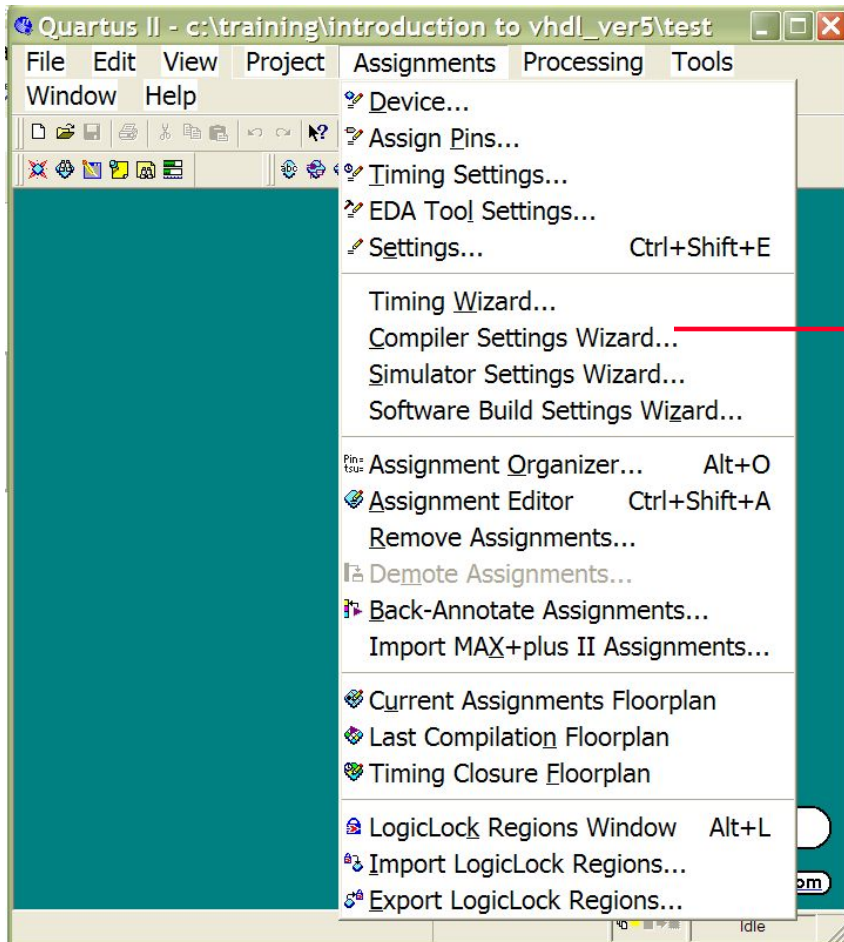 Quartus II - c:\training\introduction to vhdl_ver5\test
File Edit View Project Assignments Processing Tools
Window Help
Device...
Assign Pins...
Timing Settings...
EDA Tool Settings...
Settings... Ctrl+Shift+E
Timing Wizard...
Compiler Settings Wizard...
Simulator Settings Wizard...
Software Build Settings Wizard...
Assignment Organizer... Alt+O
Assignment Editor Ctrl+Shift+A
Remove Assignments...
Demote Assignments...
Back-Annotate Assignments...
Import MAX+plus II Assignments...
Current Assignments Floorplan
Last Compilation Floorplan
Timing Closure Floorplan
LogicLock Regions Window Alt+L
Import LogicLock Regions...
om
Export LogicLock Regions...
Idle